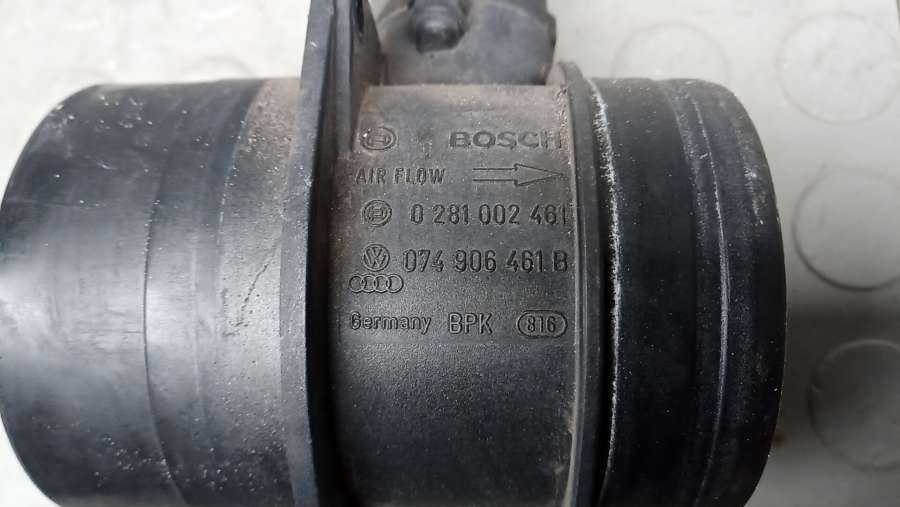 BOSCH
AIR FLOW
0 281 002 461
074 906 461 B
Germany BPK 816